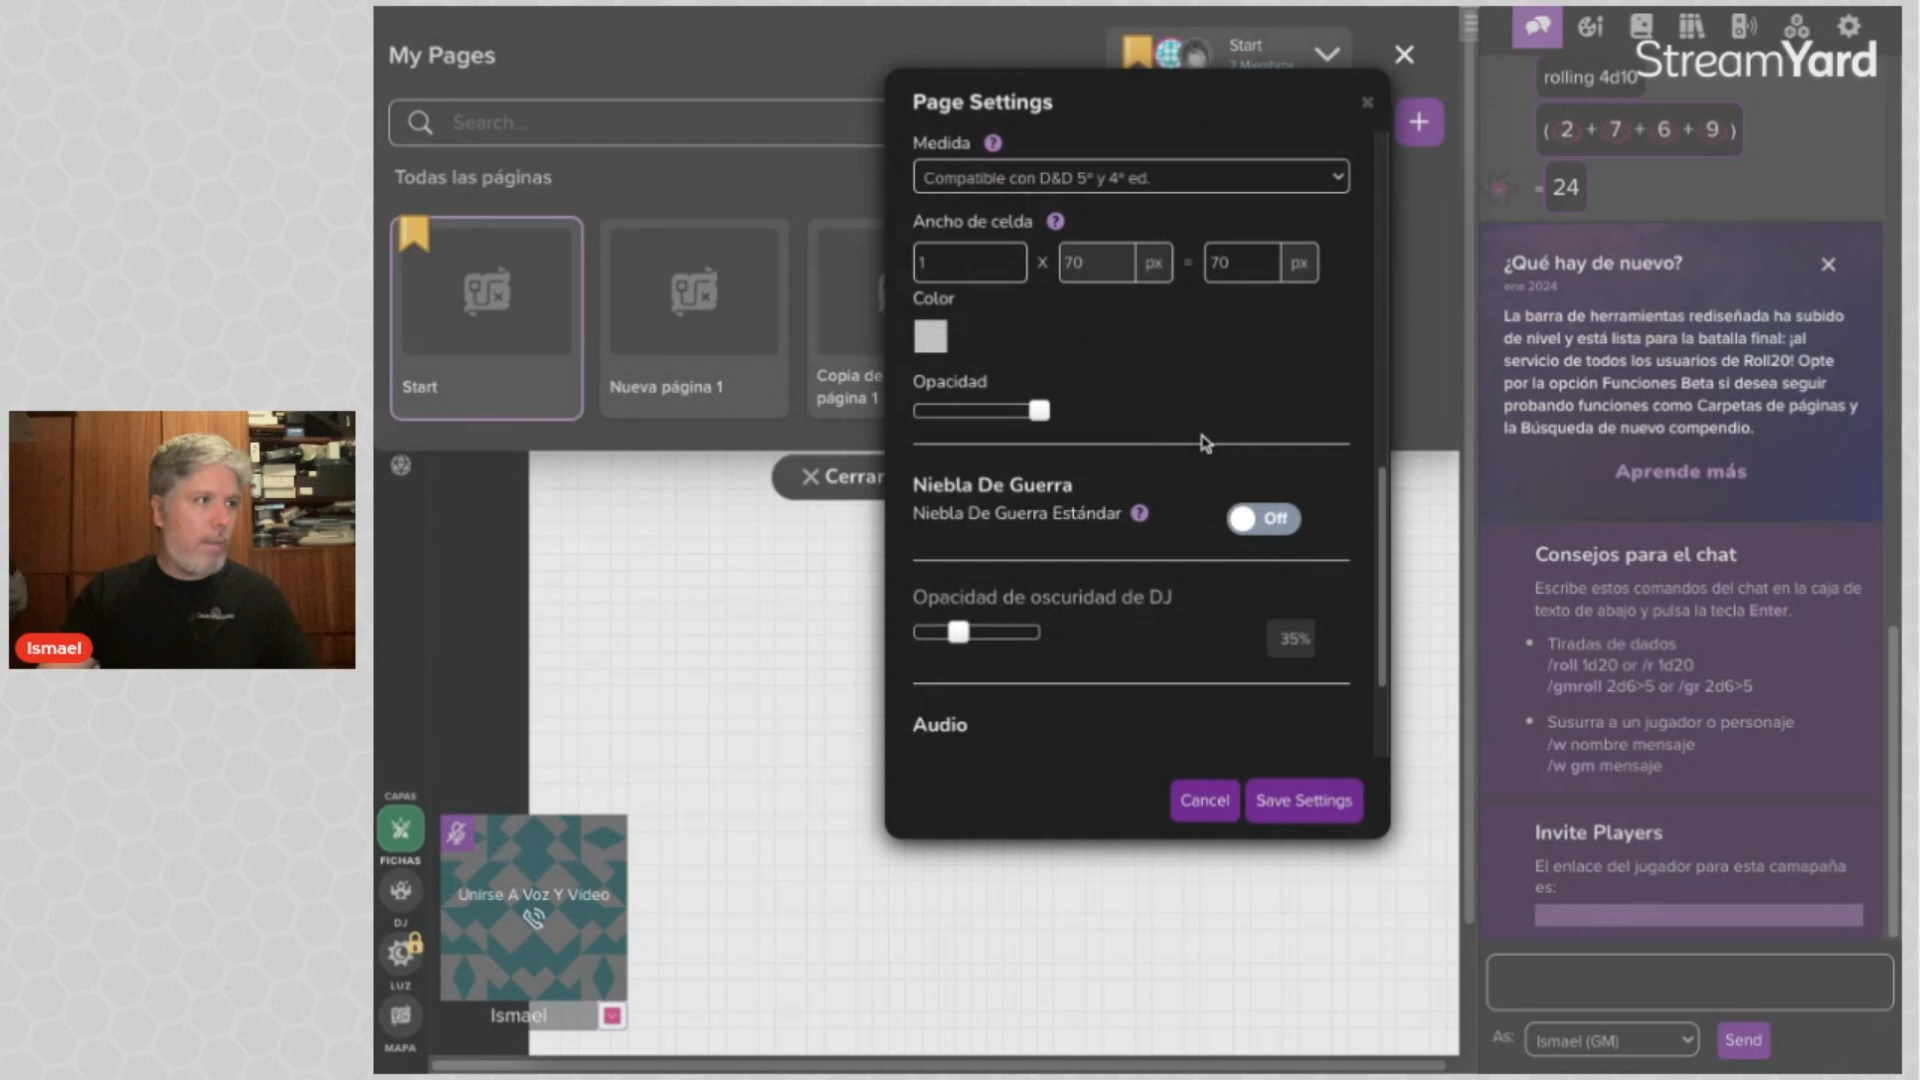 My Pages
Start
2 Miembros
Search...
Todas las páginas
Start
Nueva página 1
Copia de
página 1
Cerrar
Page Settings
Medida ?
Compatible con D&D 5ª y 4ª ed.
Ancho de celda ?
1 X 70 px = 70 px
Color
Opacidad
Niebla De Guerra
Niebla De Guerra Estándar ?
Off
Opacidad de oscuridad de DJ
35%
Audio
Cancel
Save Settings
CAPAS
FICHAS
DJ
LUZ
MAPA
Unirse A Voz Y Vídeo
Ismael
Ismael
StreamYard
rolling 4d10
( 2 + 7 + 6 + 9 )
= 24
¿Qué hay de nuevo?
ene 2024
La barra de herramientas rediseñada ha subido
de nivel y está lista para la batalla final: ¡al
servicio de todos los usuarios de Roll20! Opte
por la opción Funciones Beta si desea seguir
probando funciones como Carpetas de páginas y
la Búsqueda de nuevo compendio.
Aprende más
Consejos para el chat
Escribe estos comandos del chat en la caja de
texto de abajo y pulsa la tecla Enter.
• Tiradas de dados
/roll 1d20 or /r 1d20
/gmroll 2d6>5 or /gr 2d6>5
• Susurra a un jugador o personaje
/w nombre mensaje
/w gm mensaje
Invite Players
El enlace del jugador para esta camapaña
es:
As: Ismael (GM)
Send